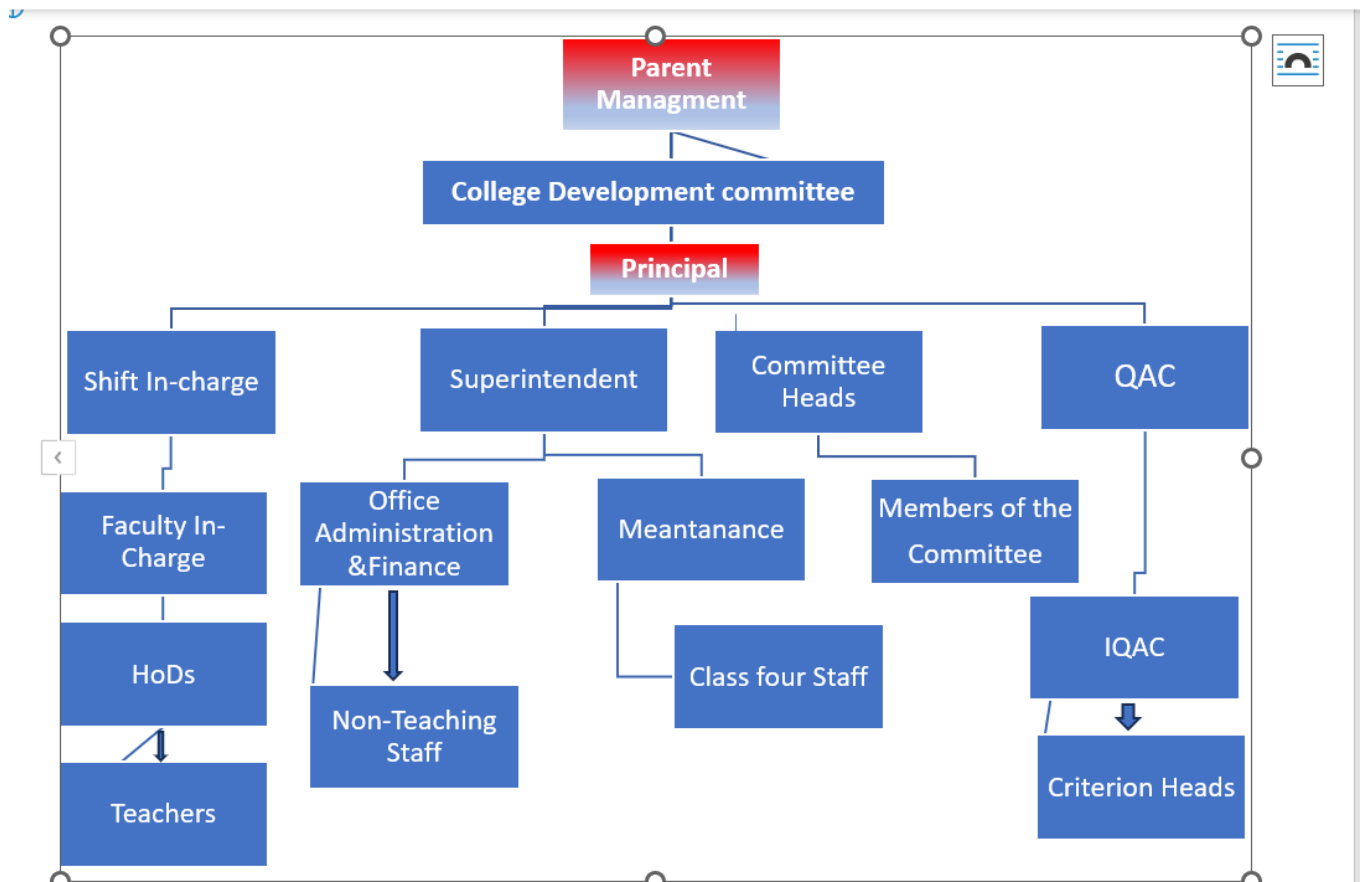 Parent
Managment
College Development committee
Principal
Shift In-charge
Superintendent
Committee
Heads
QAC
Faculty In-
Charge
Office
Administration
&Finance
Meantanance
Members of the
Committee
HoDs
Non-Teaching
Staff
Class four Staff
IQAC
Teachers
Criterion Heads